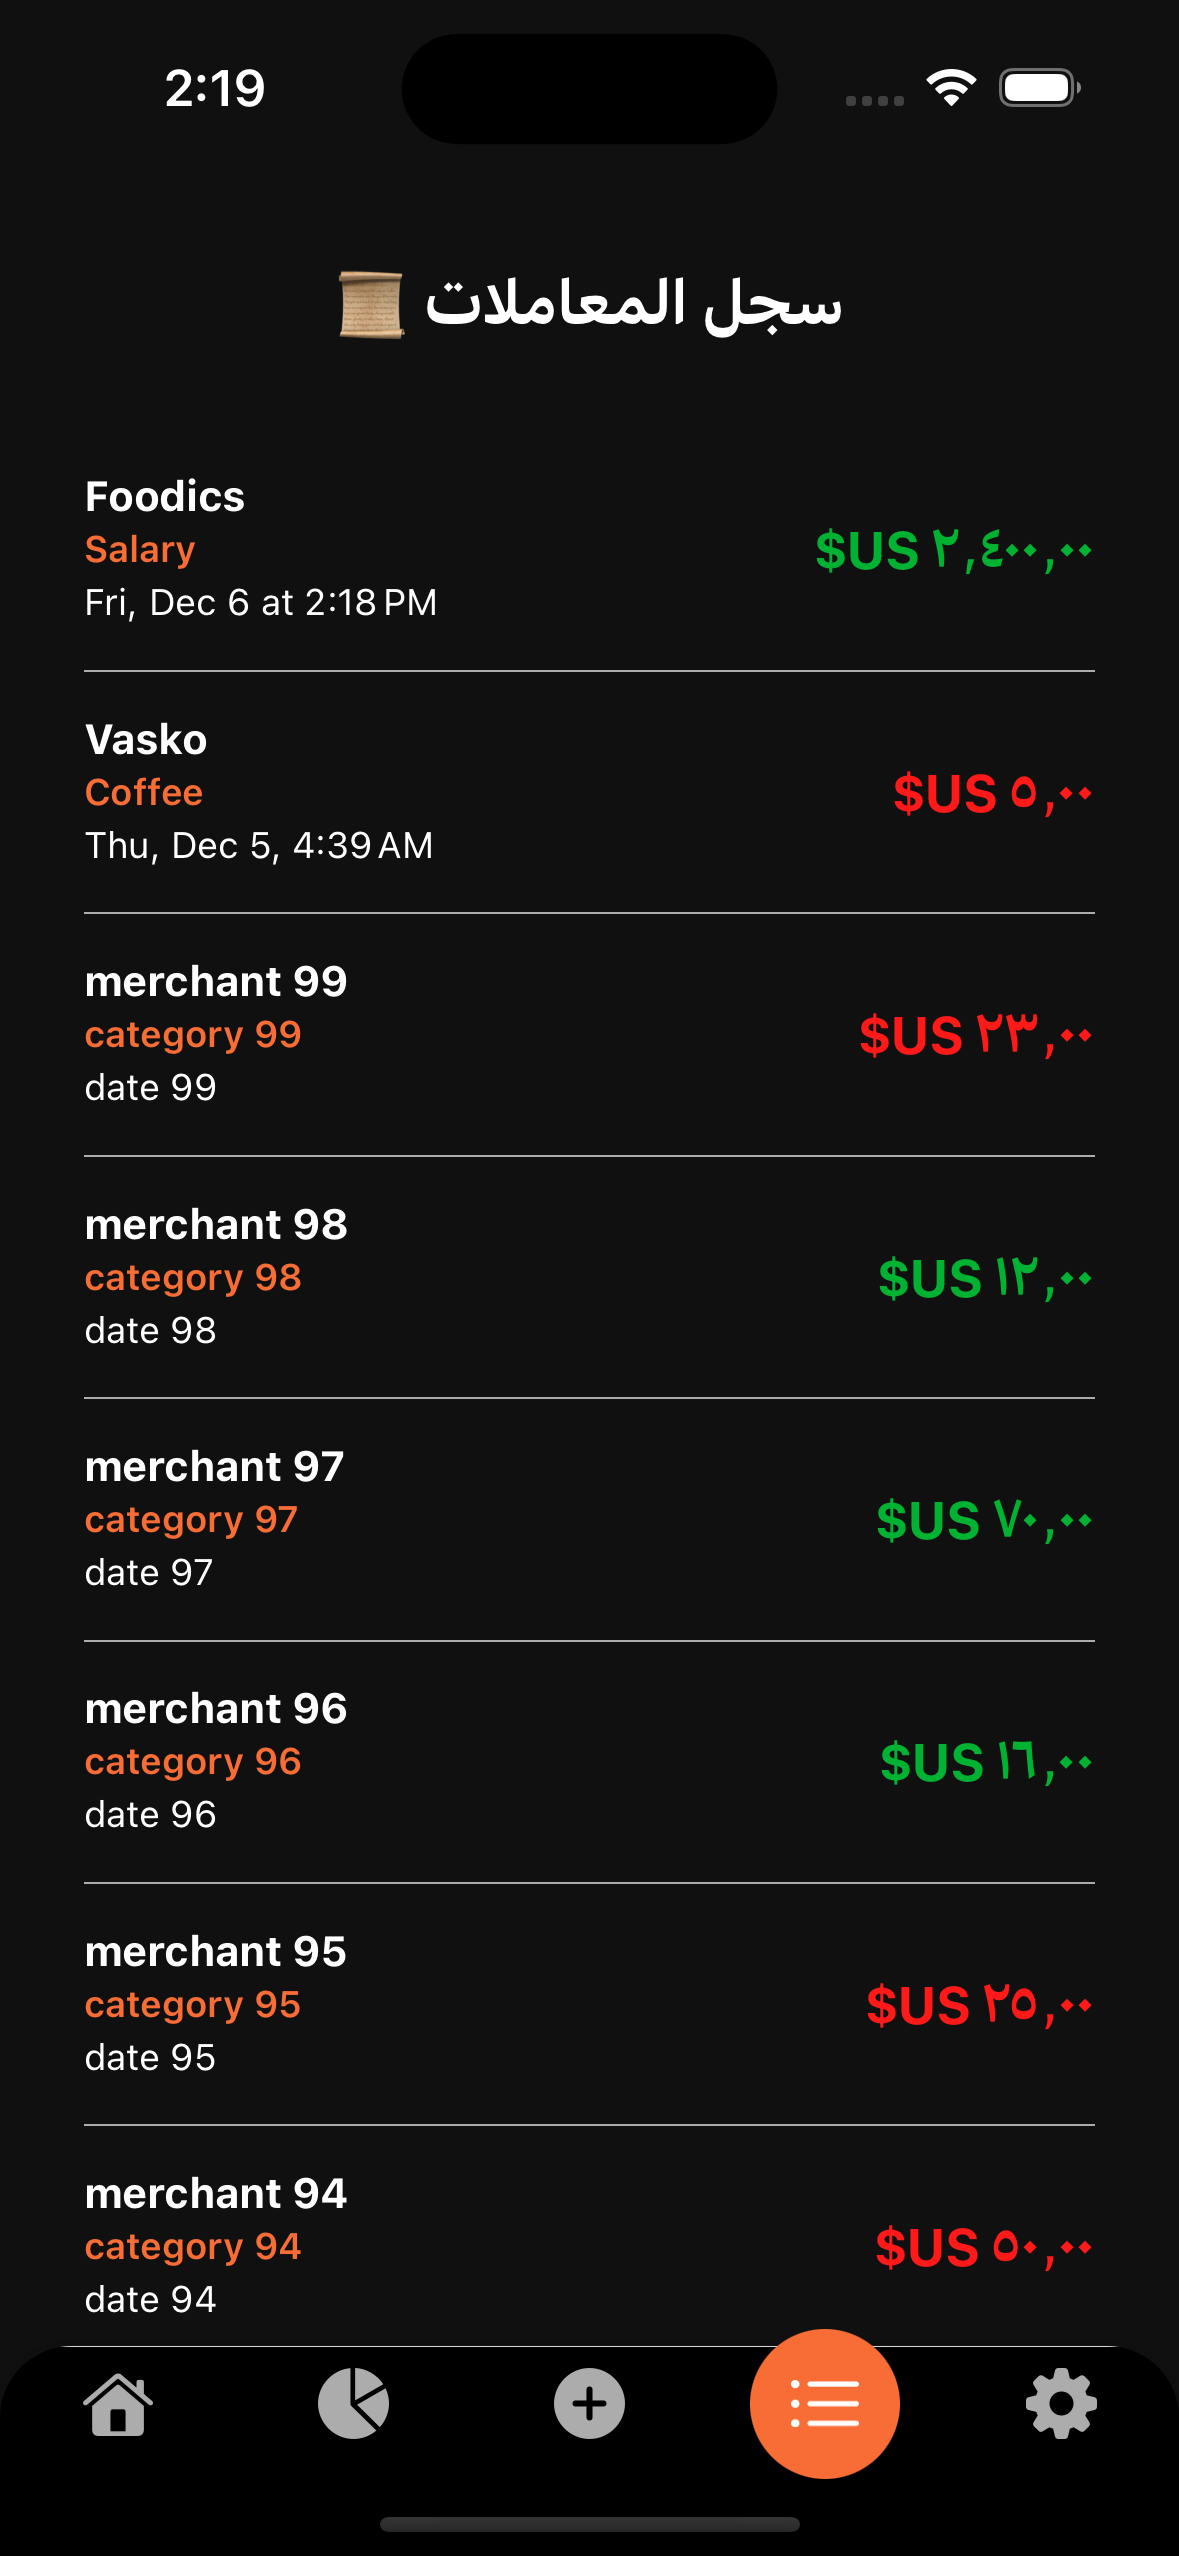 2:19
سجل المعاملات 📜
Foodics
Salary
Fri, Dec 6 at 2:18 PM
$US ٢,٤٠٠,٠٠
Vasko
Coffee
Thu, Dec 5, 4:39 AM
$US ٥,٠٠
merchant 99
category 99
date 99
$US ٢٣,٠٠
merchant 98
category 98
date 98
$US ١٢,٠٠
merchant 97
category 97
date 97
$US ٧٠,٠٠
merchant 96
category 96
date 96
$US ١٦,٠٠
merchant 95
category 95
date 95
$US ٢٥,٠٠
merchant 94
category 94
date 94
$US ٥٠,٠٠